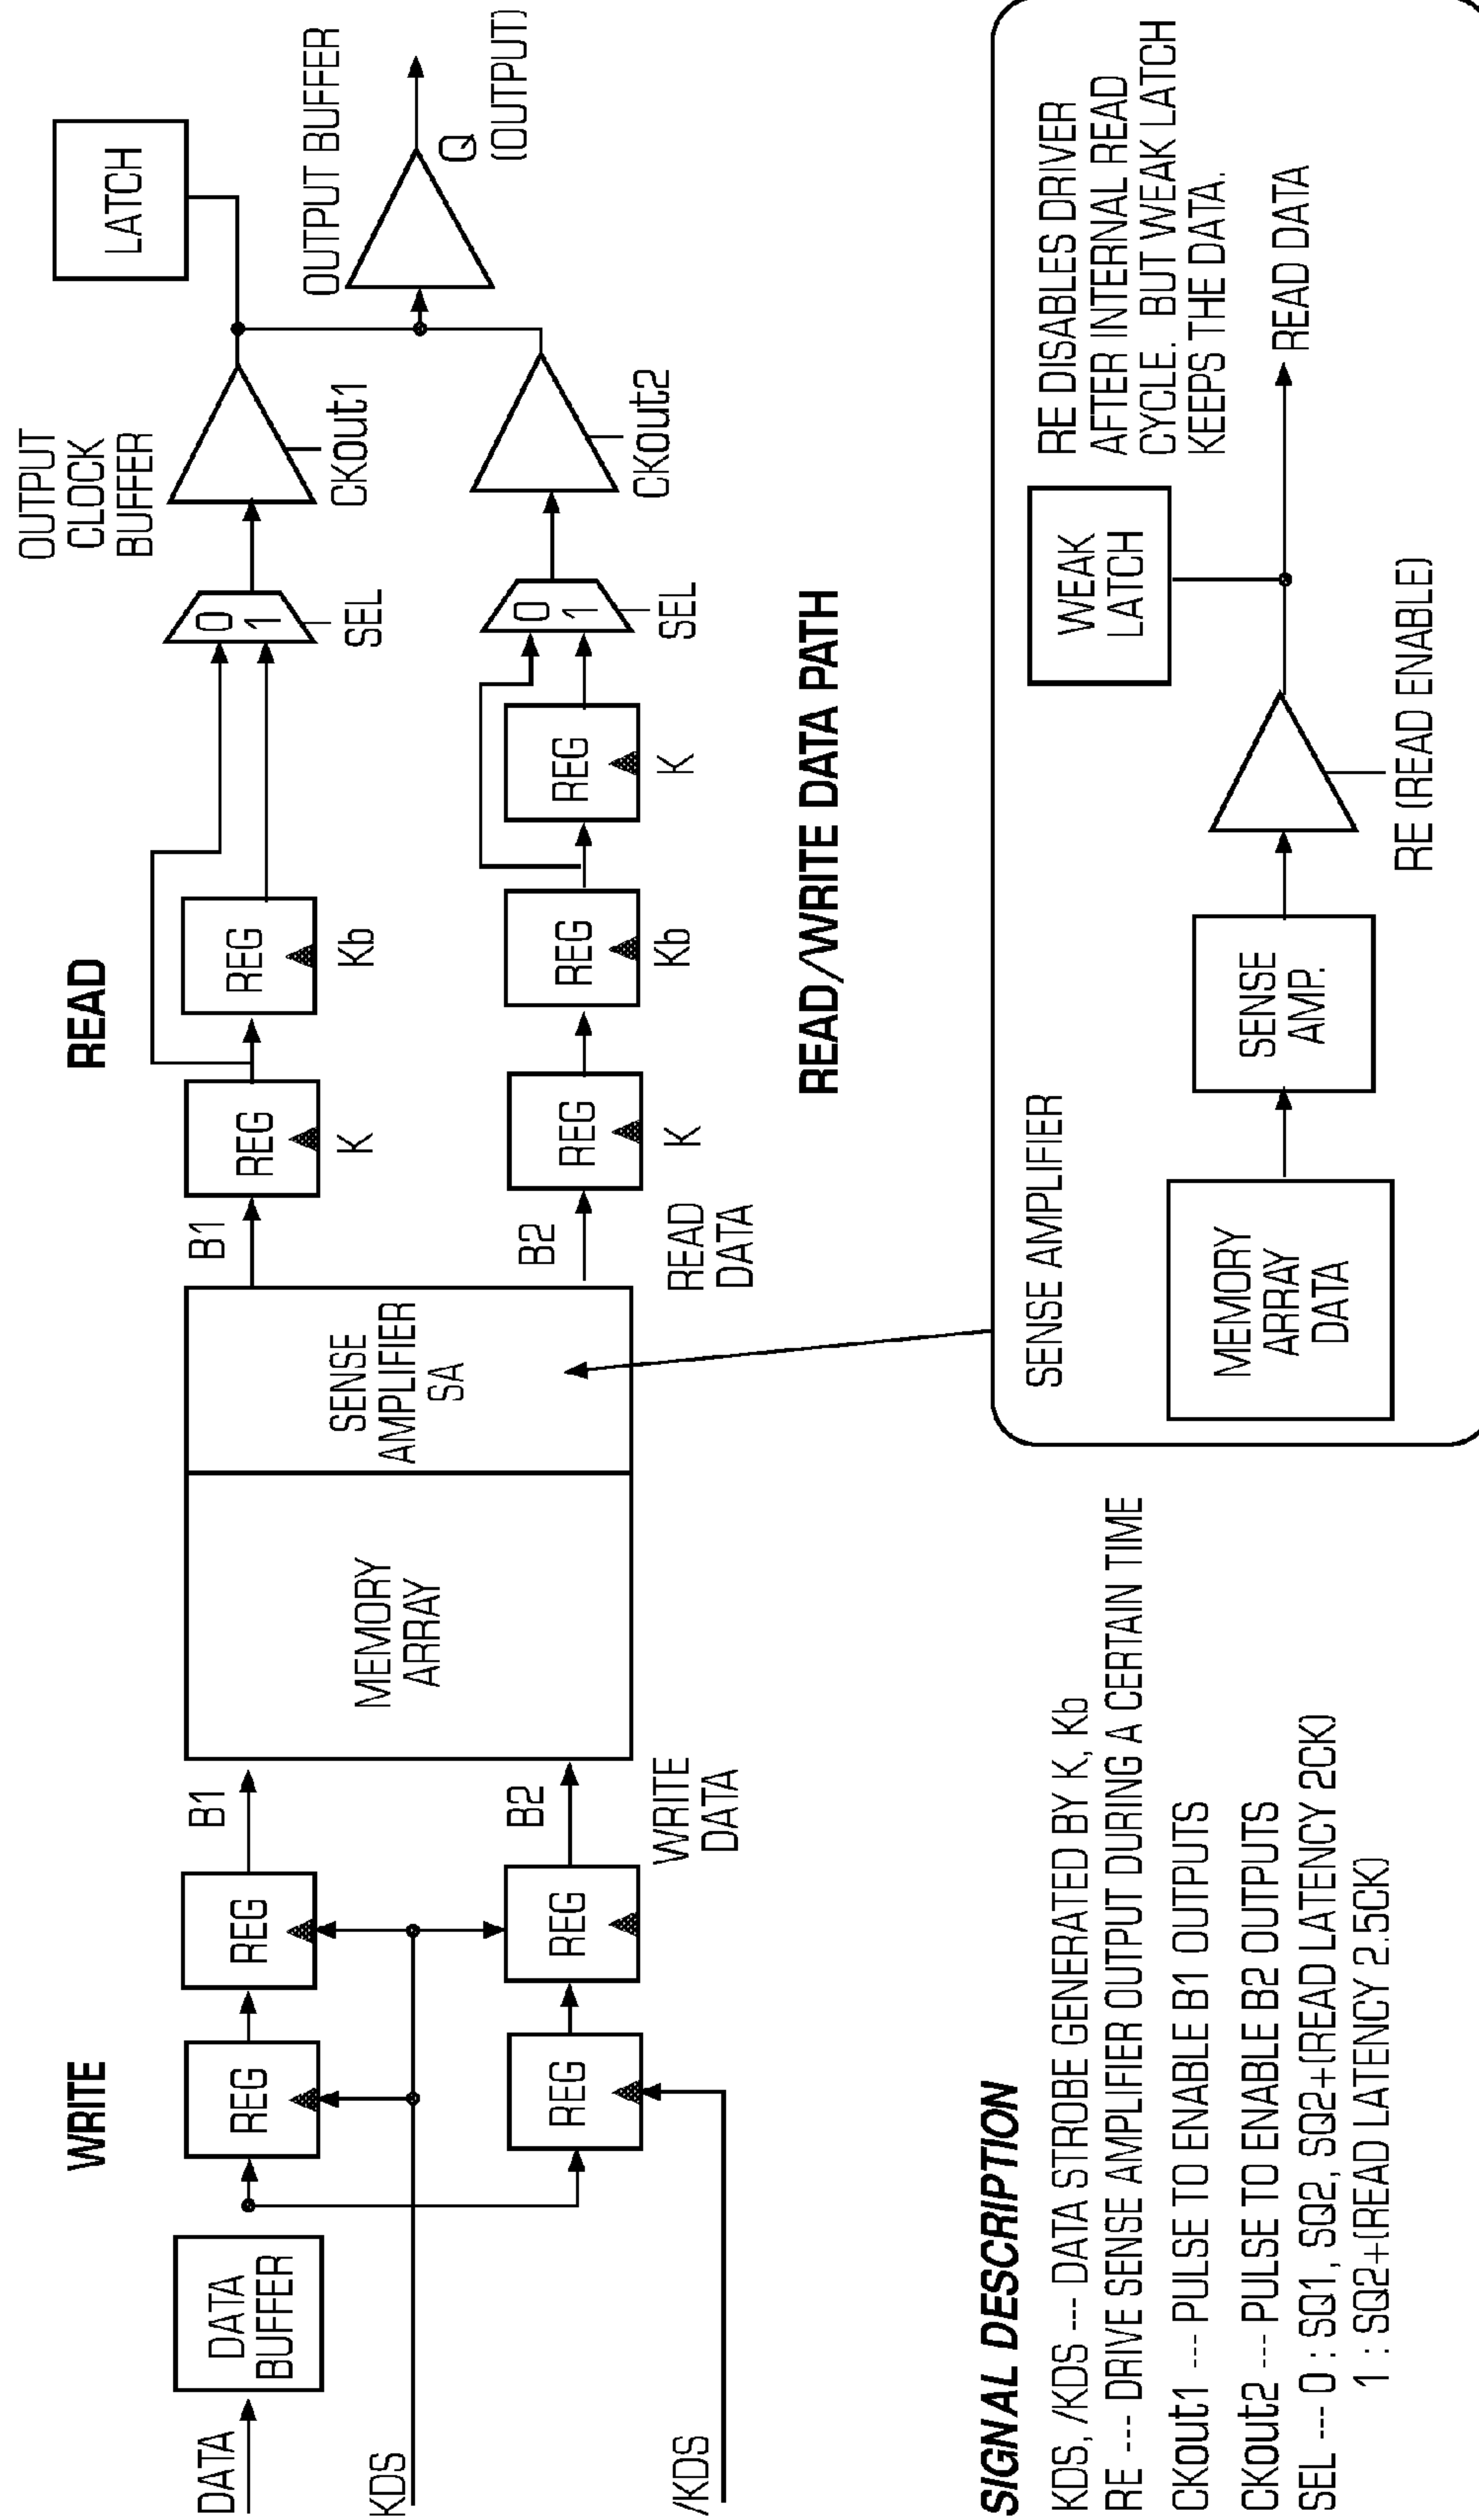 WRITE
READ
DATA
DATA
BUFFER
REG
REG
B1
MEMORY
ARRAY
SENSE
AMPLIFIER
SA
B1
REG
K
REG
Kb
0
1
SEL
OUTPUT
CLOCK
BUFFER
CKout1
LATCH
OUTPUT BUFFER
Q
(OUTPUT)
KDS
/KDS
REG
REG
B2
WRITE
DATA
B2
READ
DATA
REG
K
REG
Kb
REG
K
0
1
SEL
CKout2
READ/WRITE DATA PATH
SIGNAL DESCRIPTION
KDS, /KDS --- DATA STROBE GENERATED BY K, Kb
RE --- DRIVE SENSE AMPLIFIER OUTPUT DURING A CERTAIN TIME
CKout1 --- PULSE TO ENABLE B1 OUTPUTS
CKout2 --- PULSE TO ENABLE B2 OUTPUTS
SEL --- 0 : SQ1, SQ2, SQ2+(READ LATENCY 2CK)
1 : SQ2+(READ LATENCY 2.5CK)
SENSE AMPLIFIER
MEMORY
ARRAY
DATA
SENSE
AMP.
RE (READ ENABLE)
WEAK
LATCH
RE DISABLES DRIVER
AFTER INTERNAL READ
CYCLE. BUT WEAK LATCH
KEEPS THE DATA.
READ DATA